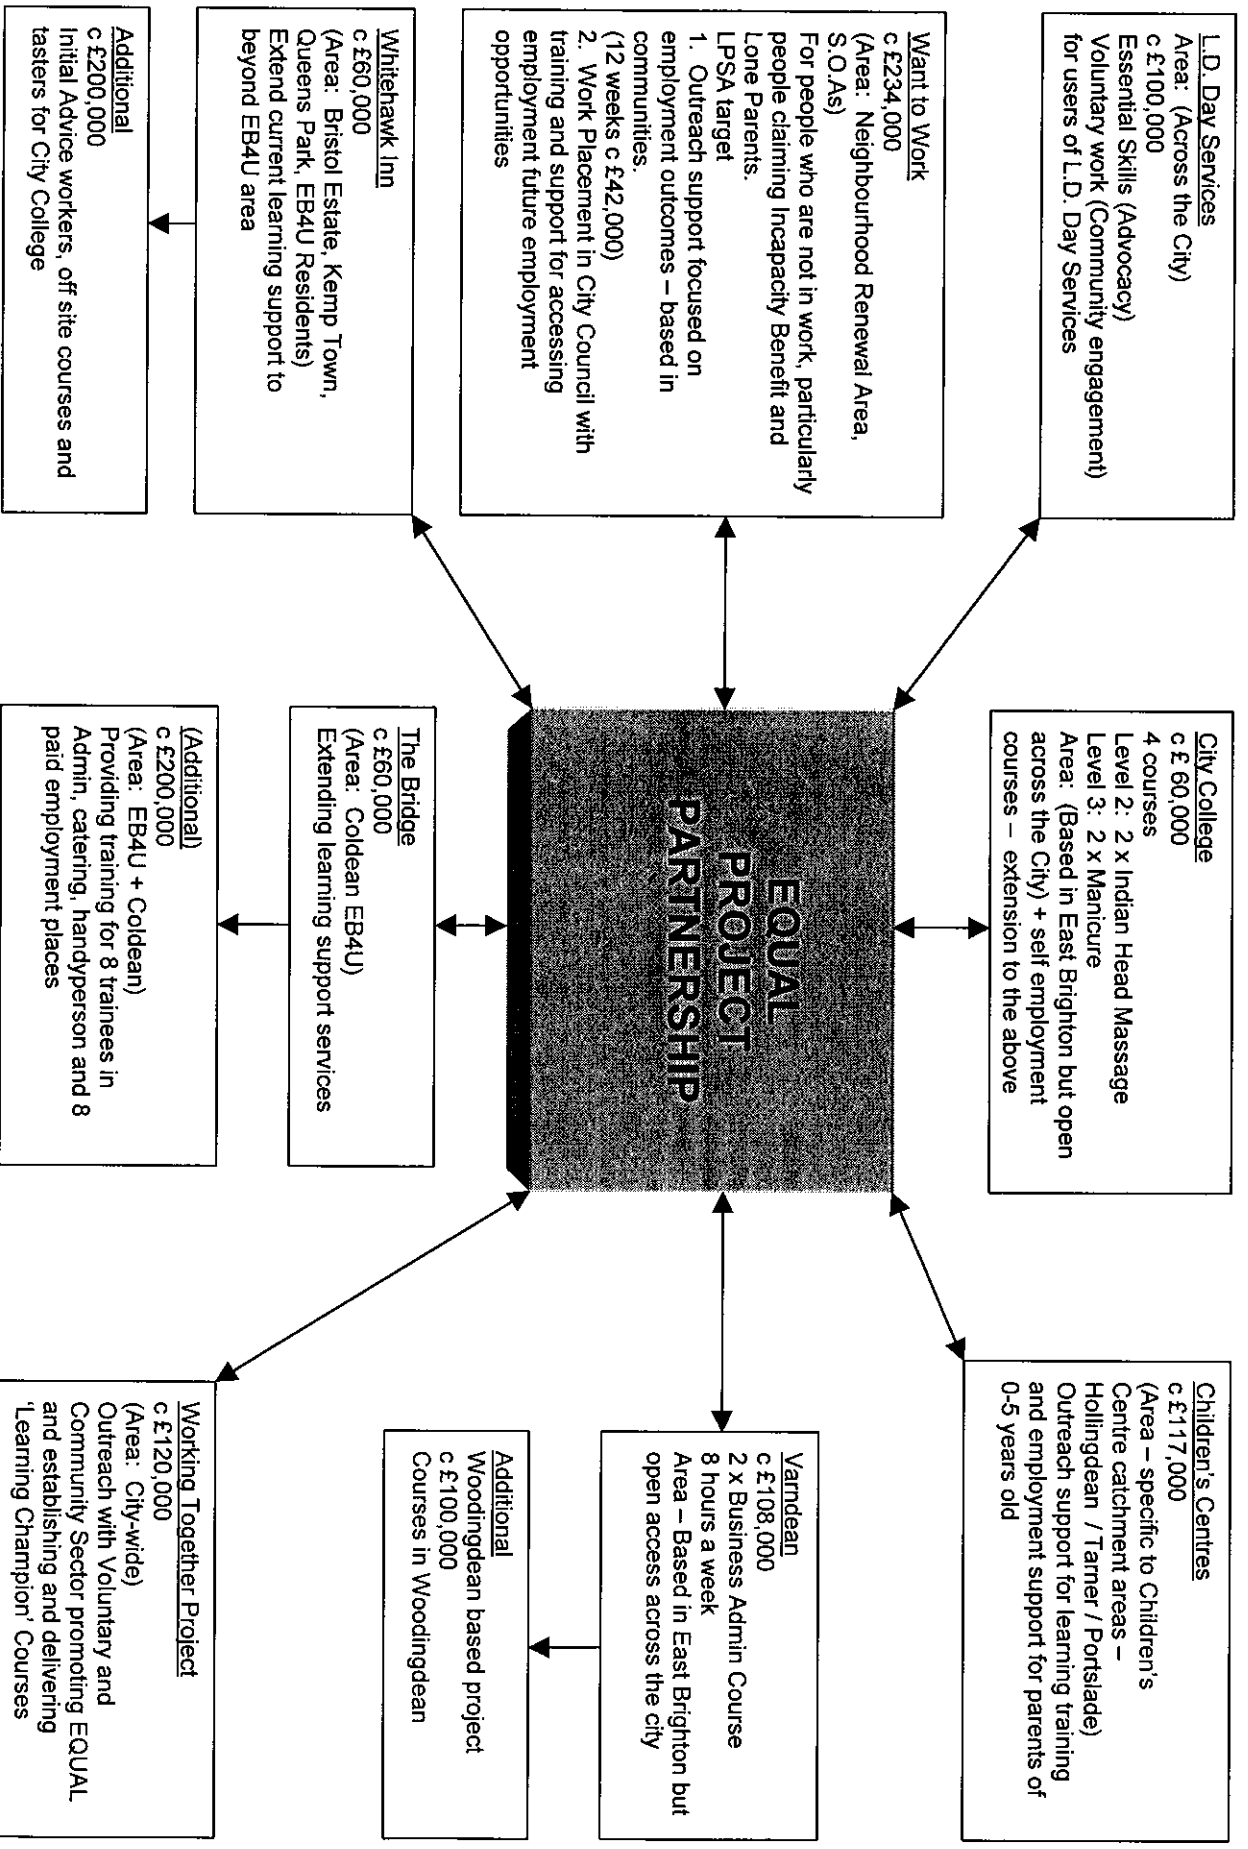 L.D. Day Services
c £100,000
Area: (Across the City)
Essential Skills (Advocacy)
Voluntary work (Community engagement)
for users of L.D. Day Services
City College
c £ 60,000
4 courses
Level 2: 2 x Indian Head Massage
Level 3: 2 x Manicure
Area: (Based in East Brighton but open
across the City) + self employment
courses – extension to the above
Children's Centres
c £117,000
(Area – specific to Children's
Centre catchment areas –
Hollingdean / Tarner / Portslade)
Outreach support for learning training
and employment support for parents of
0-5 years old
Want to Work
c £234,000
(Area: Neighbourhood Renewal Area,
S.O.As)
For people who are not in work, particularly
people claiming Incapacity Benefit and
Lone Parents.
LPSA target
1. Outreach support focused on
employment outcomes – based in
communities.
(12 weeks c £42,000)
2. Work Placement in City Council with
training and support for accessing
employment future employment
opportunities
EQUAL
PROJECT
PARTNERSHIP
Varndean
c £108,000
2 x Business Admin Course
8 hours a week
Area – Based in East Brighton but
open access across the city
Additional
Woodingdean based project
c £100,000
Courses in Woodingdean
Whitehawk Inn
c £60,000
(Area: Bristol Estate, Kemp Town,
Queens Park, EB4U Residents)
Extend current learning support to
beyond EB4U area
Additional
c £200,000
Initial Advice workers, off site courses and
tasters for City College
The Bridge
c £60,000
(Area: Coldean EB4U)
Extending learning support services
(Additional)
c £200,000
(Area: EB4U + Coldean)
Providing training for 8 trainees in
Admin, catering, handyperson and 8
paid employment places
Working Together Project
c £120,000
(Area: City-wide)
Outreach with Voluntary and
Community Sector promoting EQUAL
and establishing and delivering
'Learning Champion' Courses